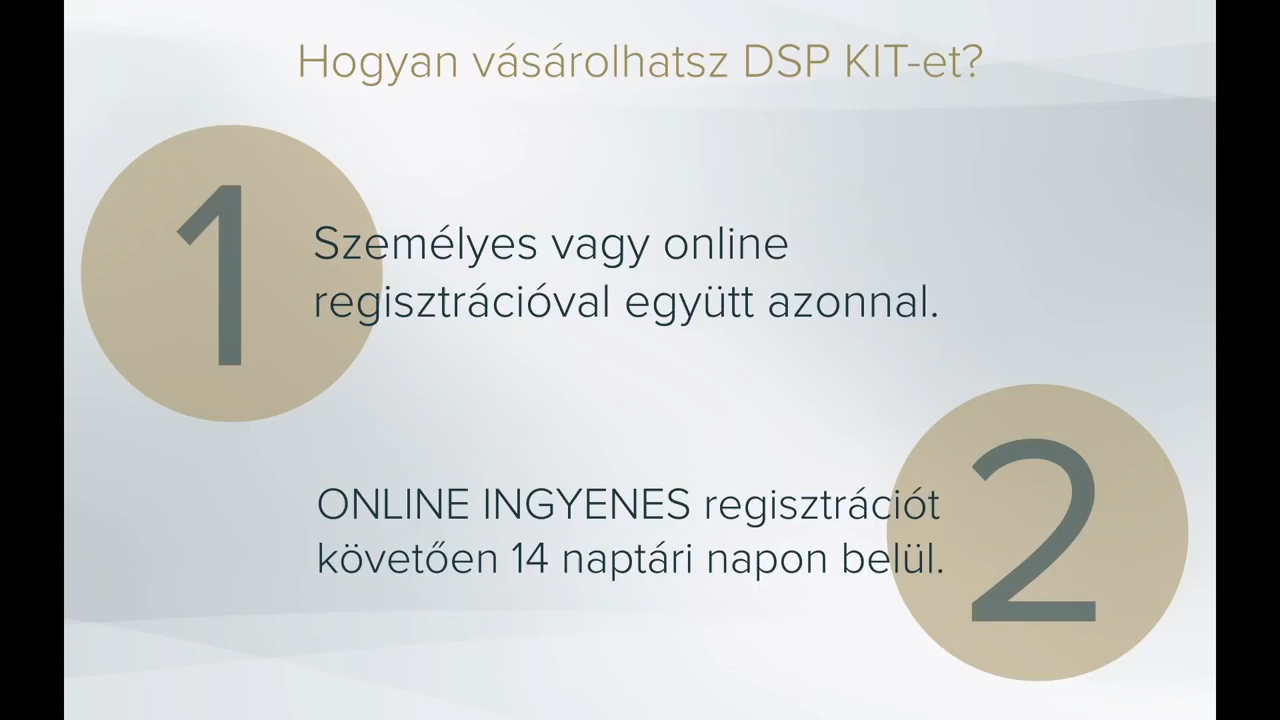 Hogyan vásárolhatsz DSP KIT-et?
1
Személyes vagy online
regisztrációval együtt azonnal.
2
ONLINE INGYENES regisztrációt
követően 14 naptári napon belül.